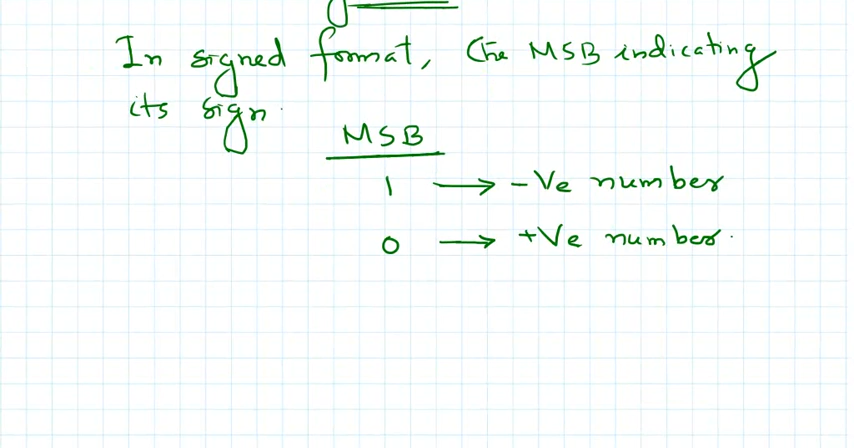 In signed format, the MSB indicating
its sign.
MSB
1 → -Ve number
0 → +Ve number.